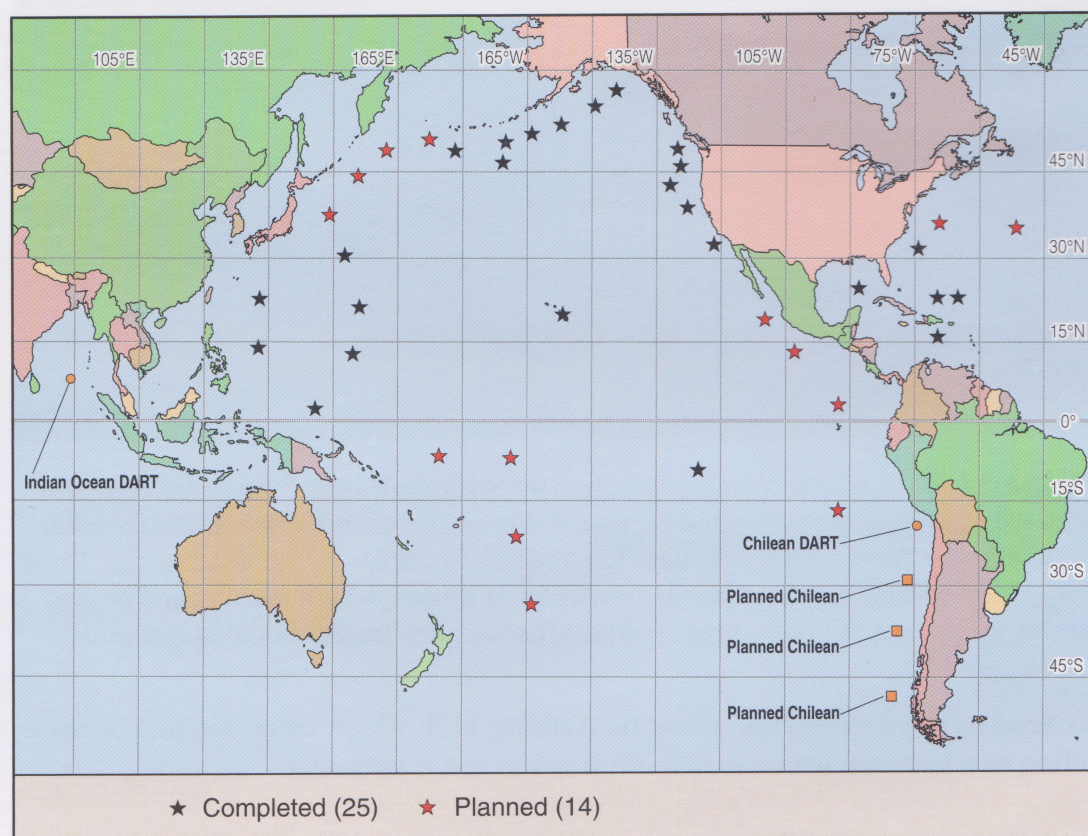 105°E 135°E 165°E 165°W 135°W 105°W 75°W 45°W
45°N
30°N
15°N
0°
Indian Ocean DART
15°S
Chilean DART
30°S
Planned Chilean
Planned Chilean
45°S
Planned Chilean
Completed (25) Planned (14)